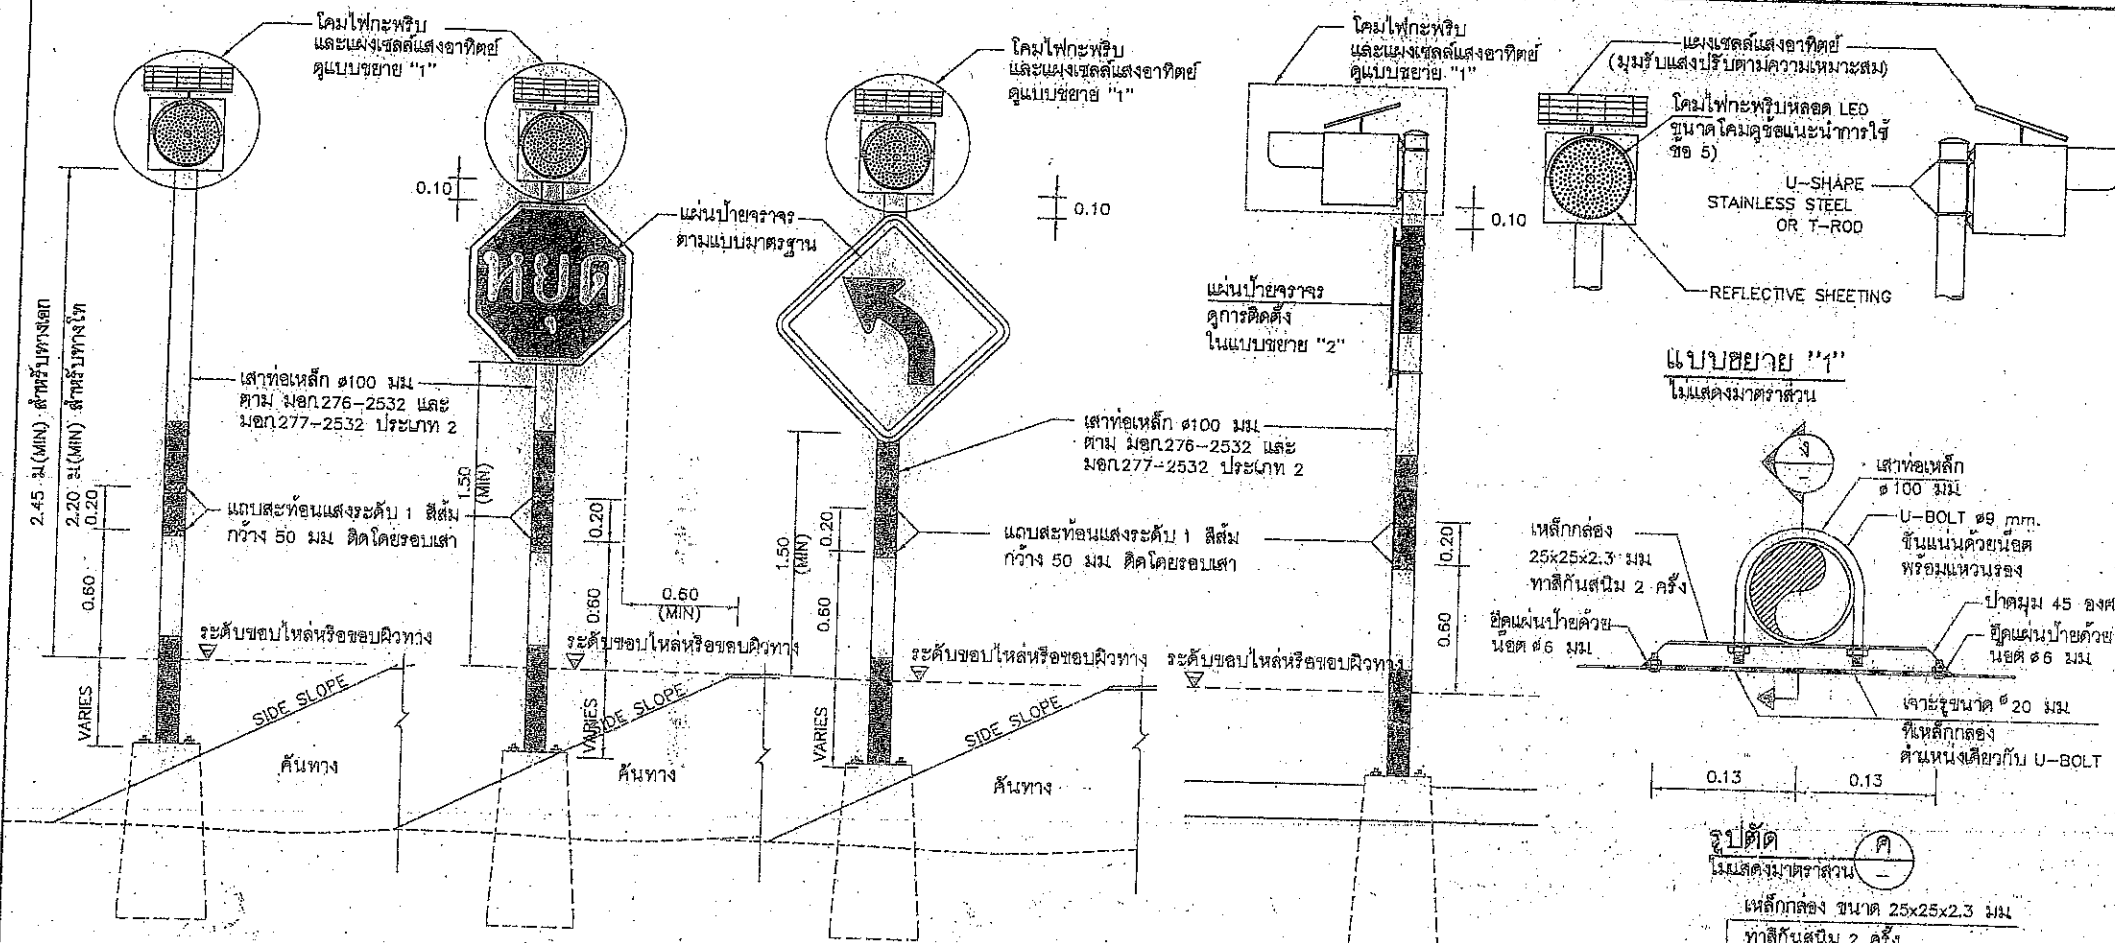 โคมไฟกะพริบ
และแผงเซลล์แสงอาทิตย์
ดูแบบขยาย "1"
โคมไฟกะพริบ
และแผงเซลล์แสงอาทิตย์
ดูแบบขยาย "1"
โคมไฟกะพริบ
และแผงเซลล์แสงอาทิตย์
ดูแบบขยาย "1"
แผงเซลล์แสงอาทิตย์
(มุมรับแสงปรับตามความเหมาะสม)
โคมไฟกะพริบหลอด LED
ขนาดโคมดูข้อแนะนำการใช้
ข้อ 5)
U-SHAPE
STAINLESS STEEL
OR T-ROD
REFLECTIVE SHEETING
แบบขยาย "1"
ไม่แสดงมาตราส่วน
0.10
0.10
0.10
แผ่นป้ายจราจร
ตามแบบมาตรฐาน
หยุด
แผ่นป้ายจราจร
ดูการติดตั้ง
ในแบบขยาย "2"
2.45 ม(MIN) สำหรับทางเอก
2.20 ม(MIN) สำหรับทางโท
เสาท่อเหล็ก ø100 มม
ตาม มอก.276-2532 และ
มอก277-2532 ประเภท 2
เสาท่อเหล็ก ø100 มม
ตาม มอก.276-2532 และ
มอก277-2532 ประเภท 2
แถบสะท้อนแสงระดับ 1 สีส้ม
กว้าง 50 มม ติดโดยรอบเสา
แถบสะท้อนแสงระดับ 1 สีส้ม
กว้าง 50 มม ติดโดยรอบเสา
0.20
0.60
VARIES
1.50
(MIN)
0.20
0.60
VARIES
0.60
(MIN)
1.50
(MIN)
0.20
0.60
VARIES
0.20
0.60
ระดับขอบไหล่หรือขอบผิวทาง
ระดับขอบไหล่หรือขอบผิวทาง
ระดับขอบไหล่หรือขอบผิวทาง
ระดับขอบไหล่หรือขอบผิวทาง
SIDE SLOPE
SIDE SLOPE
SIDE SLOPE
คันทาง
คันทาง
คันทาง
ง
-
เสาท่อเหล็ก
ø 100 มม
U-BOLT ø9 mm.
ขันแน่นด้วยน๊อต
พร้อมแหวนรอง
เหล็กกล่อง
25x25x2.3 มม
ทาสีกันสนิม 2 ครั้ง
ยึดแผ่นป้ายด้วย
น๊อต ø6 มม
ปาดมุม 45 องศา
ยึดแผ่นป้ายด้วย
น๊อต ø6 มม
เจาะรูขนาด ø 20 มม
ที่เหล็กกล่อง
ตำแหน่งเดียวกับ U-BOLT
0.13
0.13
รูปตัด
ค
-
ไม่แสดงมาตราส่วน
เหล็กกล่อง ขนาด 25x25x2.3 มม
ทาสีกันสนิม 2 ครั้ง